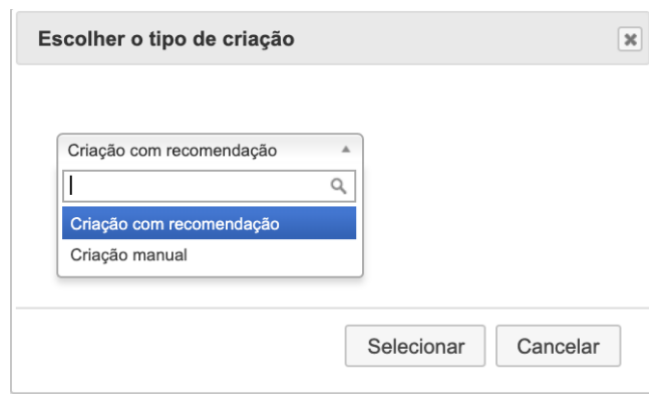 Escolher o tipo de criação
Criação com recomendação
Criação com recomendação
Criação manual
Selecionar
Cancelar